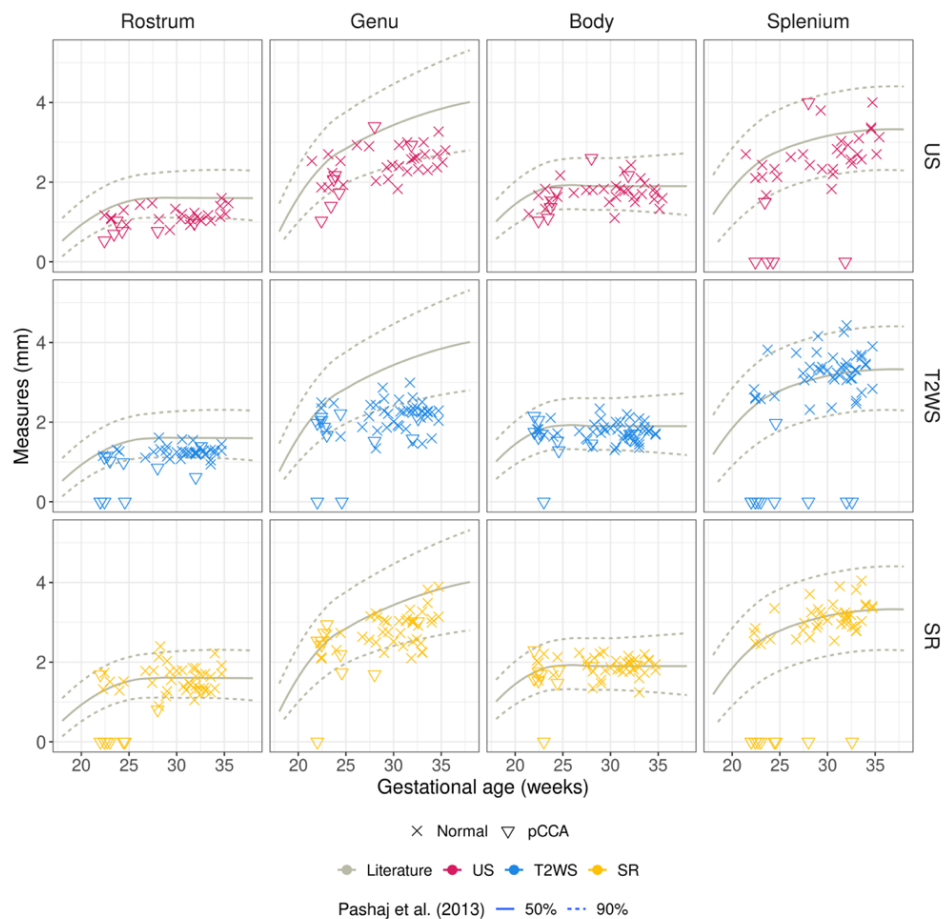 Rostrum Genu Body Splenium
4
2
0
US
4
2
0
T2WS
4
2
0
SR
Measures (mm)
20 25 30 35 20 25 30 35 20 25 30 35 20 25 30 35
Gestational age (weeks)
Normal pCCA
Literature US T2WS SR
Pashaj et al. (2013) 50% 90%